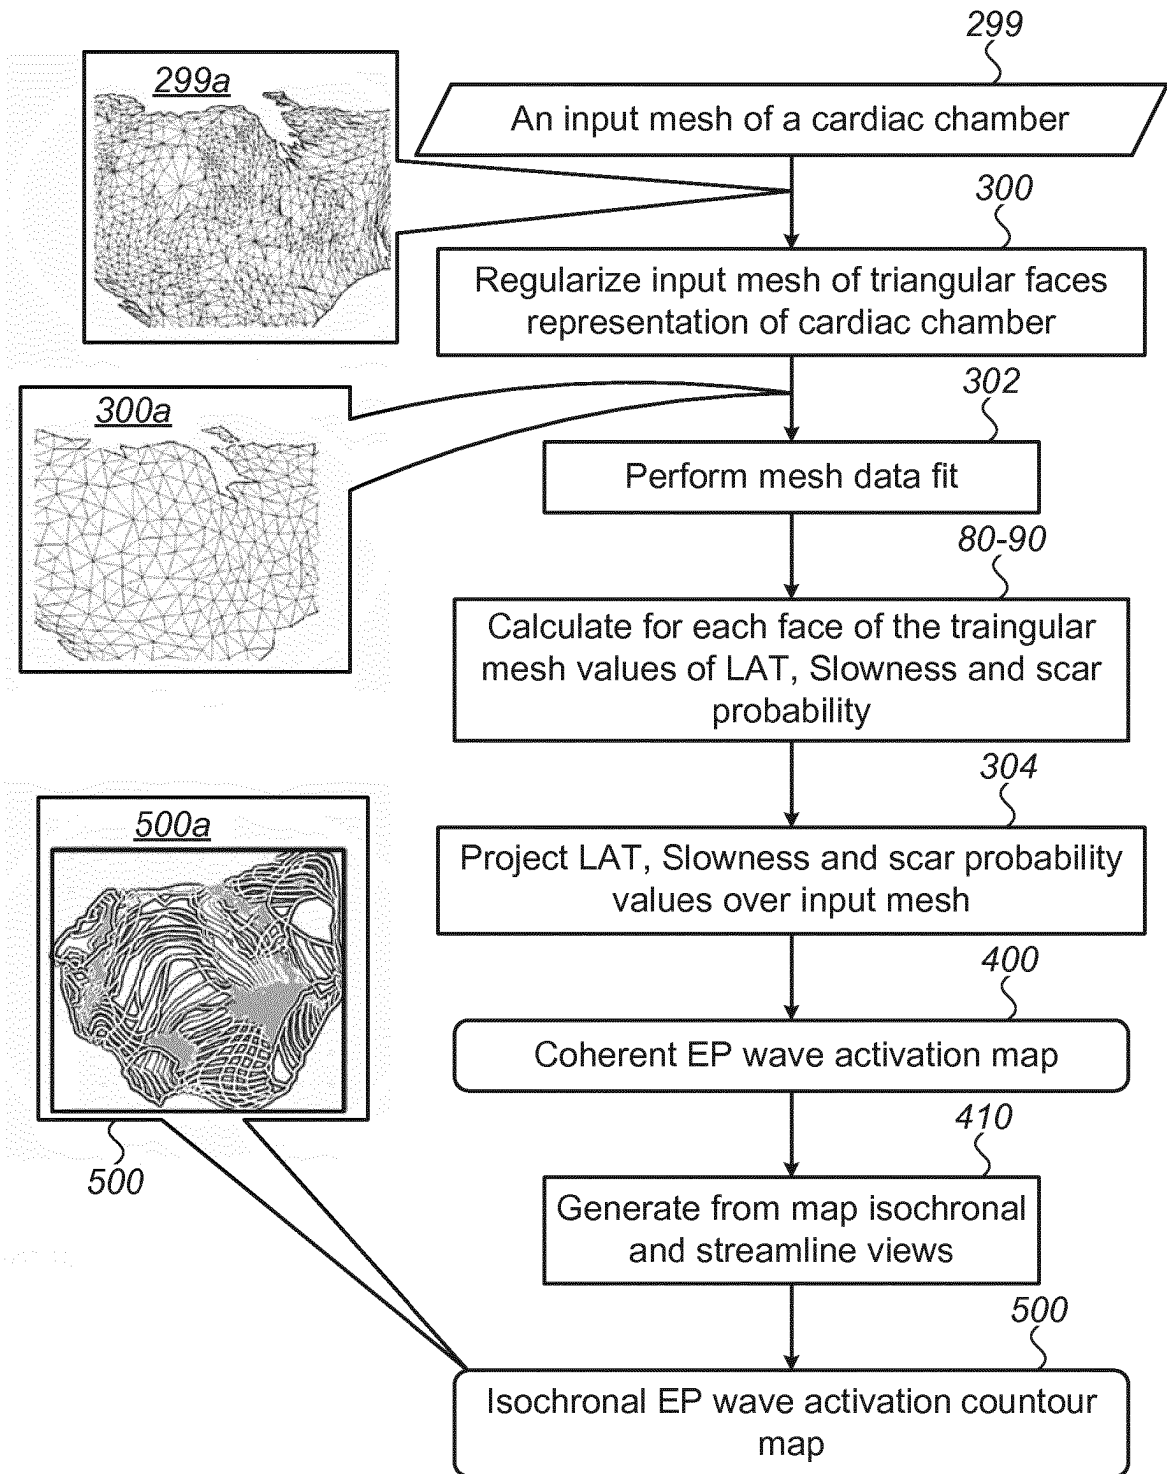 299
299a
An input mesh of a cardiac chamber
300
Regularize input mesh of triangular faces
representation of cardiac chamber
302
300a
Perform mesh data fit
80-90
Calculate for each face of the traingular
mesh values of LAT, Slowness and scar
probability
304
500a
Project LAT, Slowness and scar probability
values over input mesh
400
Coherent EP wave activation map
410
500
Generate from map isochronal
and streamline views
500
Isochronal EP wave activation countour
map